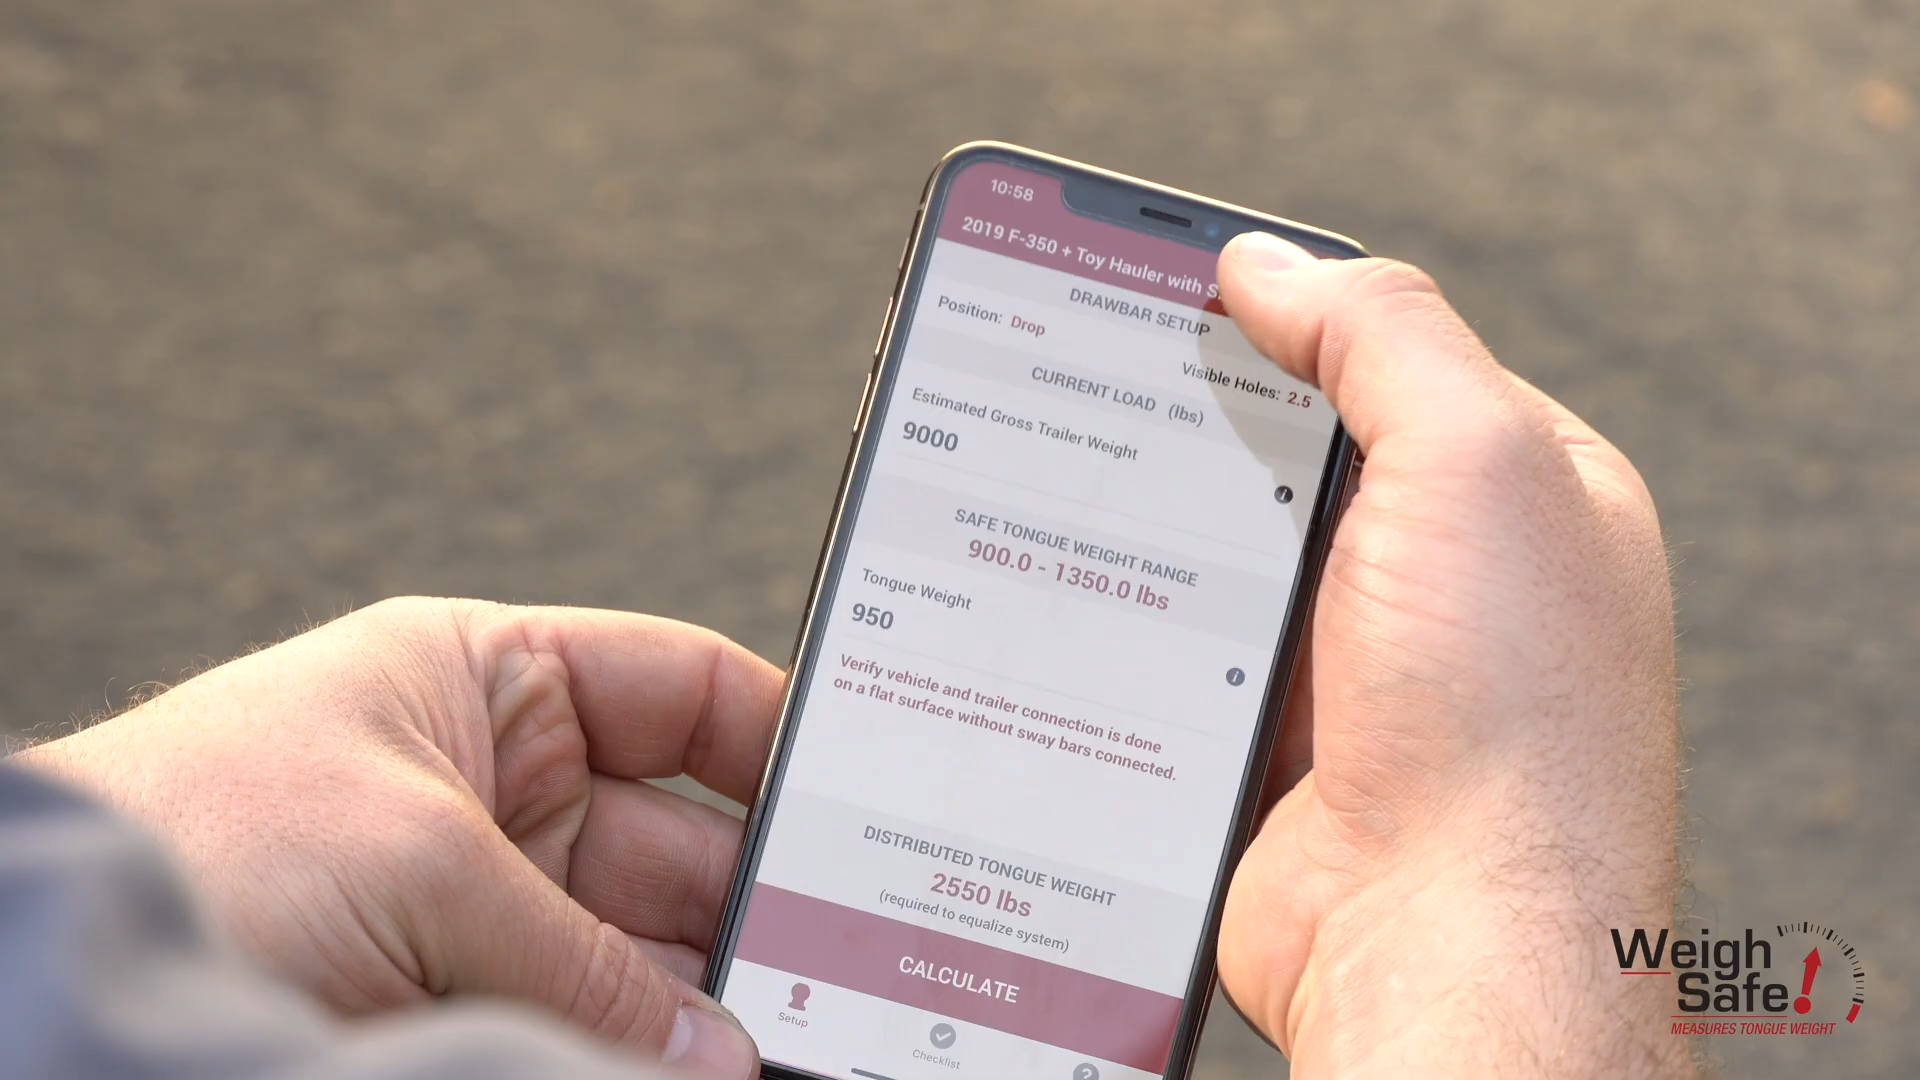 10:58
2019 F-350 + Toy Hauler with
DRAWBAR SETUP
Position: Drop
Visible Holes: 2.5
CURRENT LOAD (lbs)
Estimated Gross Trailer Weight
9000
SAFE TONGUE WEIGHT RANGE
900.0 - 1350.0 lbs
Tongue Weight
950
Verify vehicle and trailer connection is done
on a flat surface without sway bars connected.
DISTRIBUTED TONGUE WEIGHT
2550 lbs
(required to equalize system)
CALCULATE
Setup
Checklist
?
Weigh
Safe!
MEASURES TONGUE WEIGHT